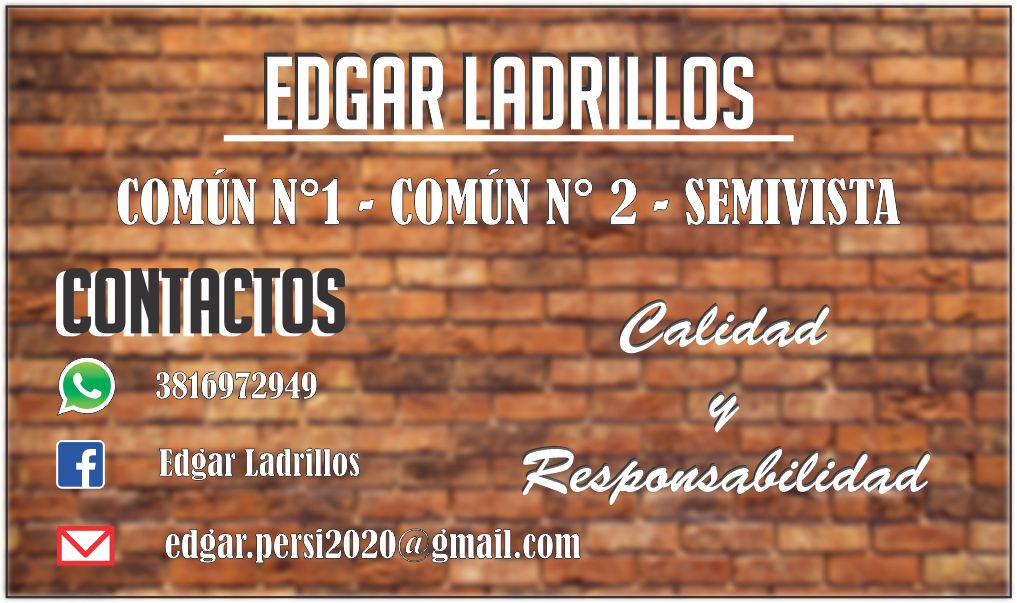 EDGAR LADRILLOS
COMÚN N°1 - COMÚN N° 2 - SEMIVISTA
CONTACTOS
3816972949
Edgar Ladrillos
edgar.persi2020@gmail.com
Calidad
y
Responsabilidad